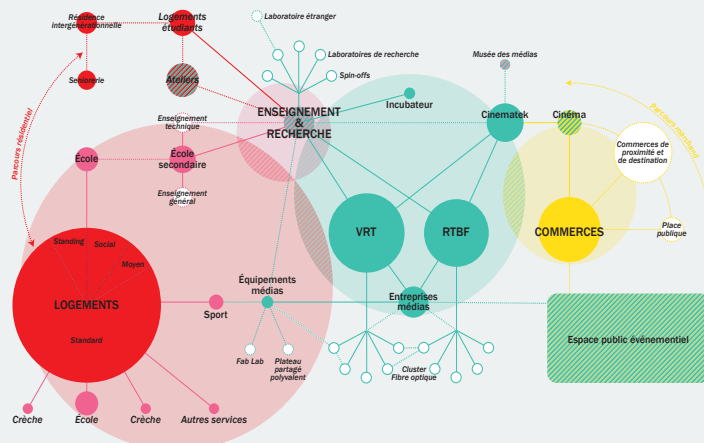 Laboratoire étranger
Résidence
intergénérationnelle
Logements
étudiants
Laboratoires de recherche
Musée des médias
Seniorerie
Ateliers
Spin-offs
Parcours résidentiel
Parcours marchand
Enseignement
technique
ENSEIGNEMENT
&
RECHERCHE
Incubateur
Cinematek
Cinéma
Commerces de
proximité et
de destination
École
École
secondaire
Enseignement
général
Standing
Social
Moyen
VRT
RTBF
COMMERCES
Place
publique
LOGEMENTS
Standard
Équipements
médias
Sport
Entreprises
médias
Espace public événementiel
Fab Lab
Plateau
partagé
polyvalent
Cluster
Fibre optique
Crèche
École
Crèche
Autres services